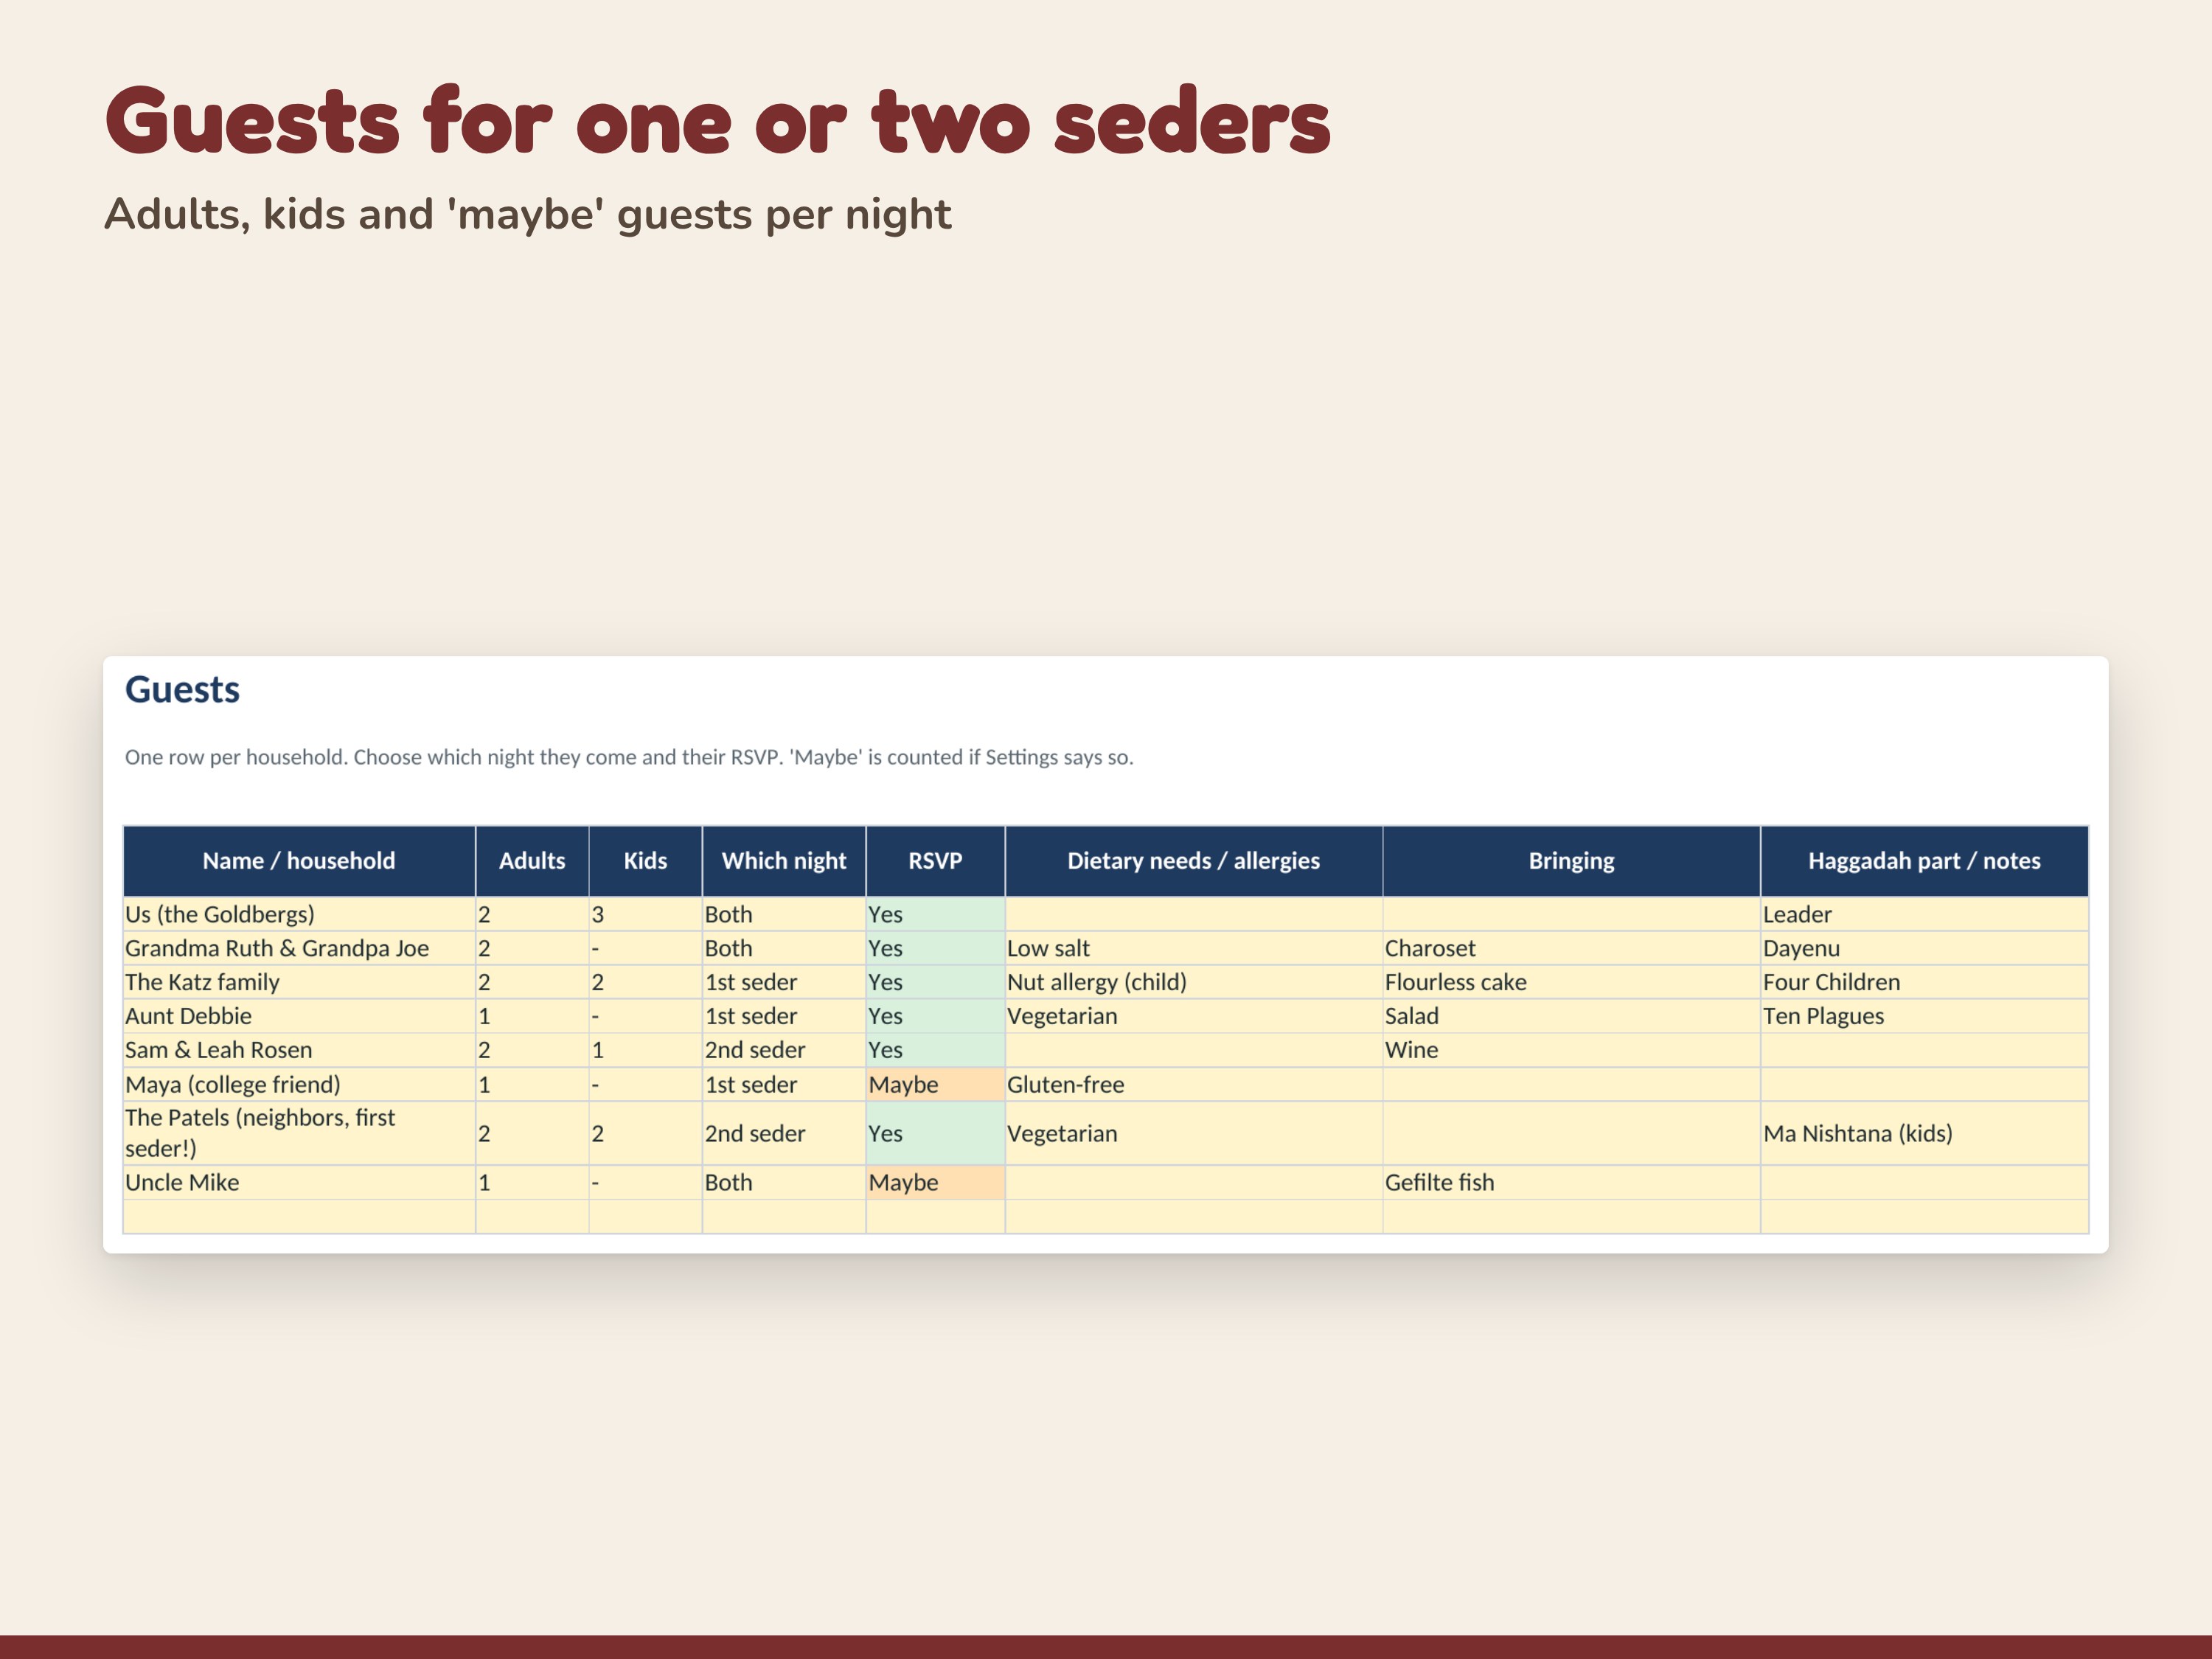 Guests for one or two seders
Adults, kids and 'maybe' guests per night
Guests
One row per household. Choose which night they come and their RSVP. 'Maybe' is counted if Settings says so.
Name / household Adults Kids Which night RSVP Dietary needs / allergies Bringing Haggadah part / notes
Us (the Goldbergs) 2 3 Both Yes Leader
Grandma Ruth & Grandpa Joe 2 - Both Yes Low salt Charoset Dayenu
The Katz family 2 2 1st seder Yes Nut allergy (child) Flourless cake Four Children
Aunt Debbie 1 - 1st seder Yes Vegetarian Salad Ten Plagues
Sam & Leah Rosen 2 1 2nd seder Yes Wine
Maya (college friend) 1 - 1st seder Maybe Gluten-free
The Patels (neighbors, first
seder!) 2 2 2nd seder Yes Vegetarian Ma Nishtana (kids)
Uncle Mike 1 - Both Maybe Gefilte fish